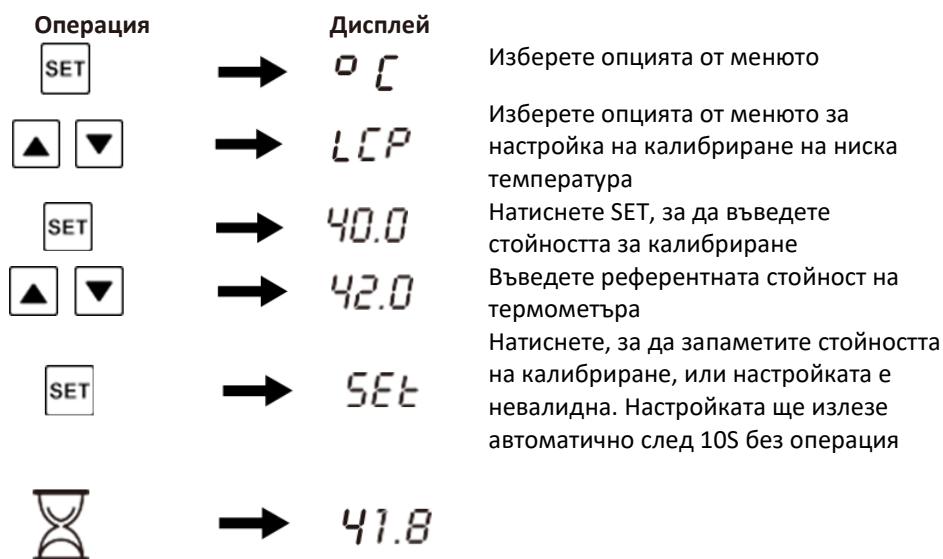 Операция Дисплей
SET °C Изберете опцията от менюто
LCP Изберете опцията от менюто за
настройка на калибриране на ниска
температура
SET 40.0 Натиснете SET, за да въведете
стойността за калибриране
42.0 Въведете референтната стойност на
термометъра
SET SEt Натиснете, за да запаметите стойността
на калибриране, или настройката е
невалидна. Настройката ще излезе
автоматично след 10S без операция
41.8